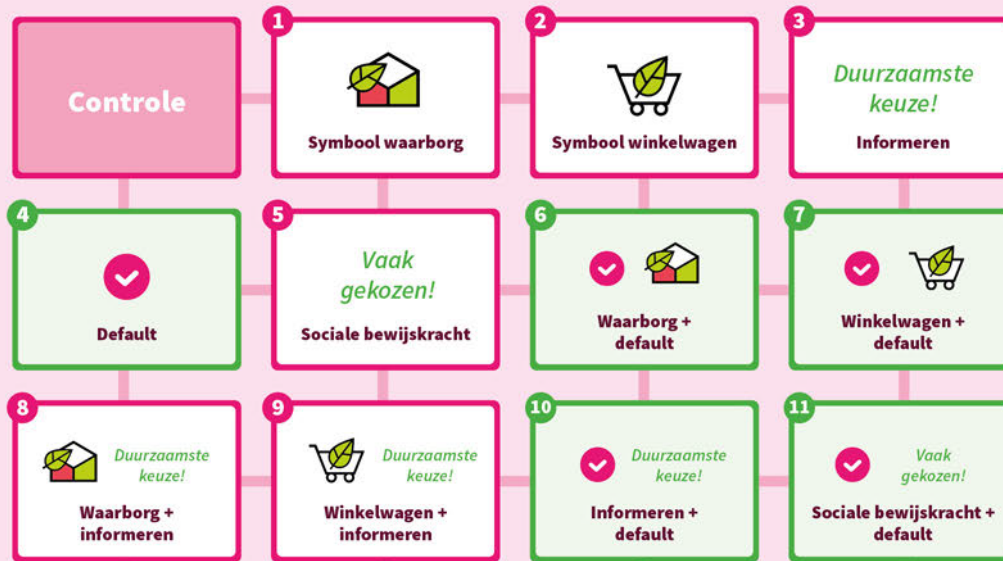 Controle
1
Symbool waarborg
2
Symbool winkelwagen
3
Duurzaamste
keuze!
Informeren
4
Default
5
Vaak
gekozen!
Sociale bewijskracht
6
Waarborg +
default
7
Winkelwagen +
default
8
Duurzaamste
keuze!
Waarborg +
informeren
9
Duurzaamste
keuze!
Winkelwagen +
informeren
10
Duurzaamste
keuze!
Informeren +
default
11
Vaak
gekozen!
Sociale bewijskracht +
default